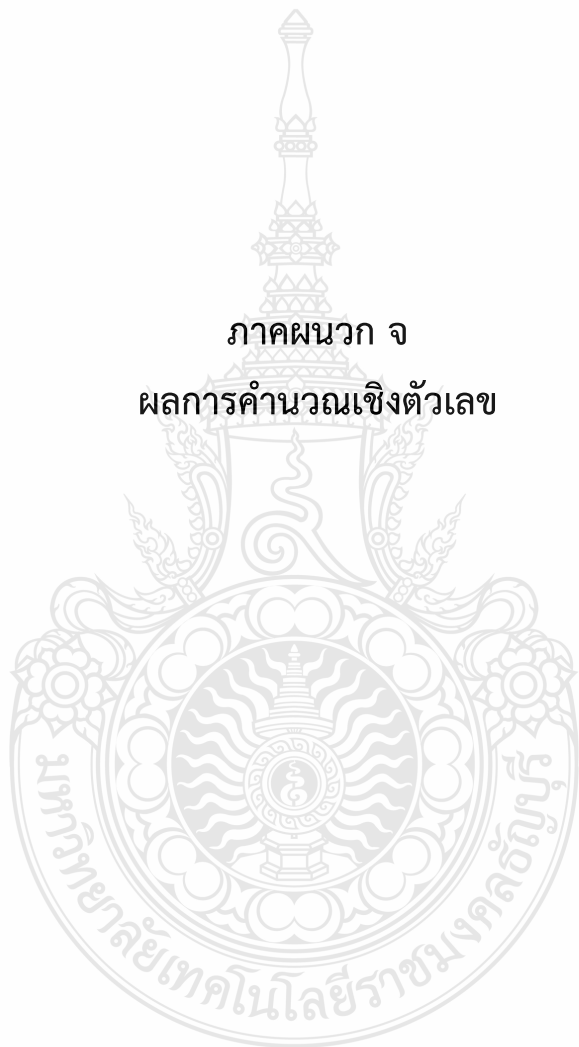 ภาคผนวก จ
ผลการคำนวณเชิงตัวเลข
มหาวิทยาลัยเทคโนโลยีราชมงคลธัญบุรี